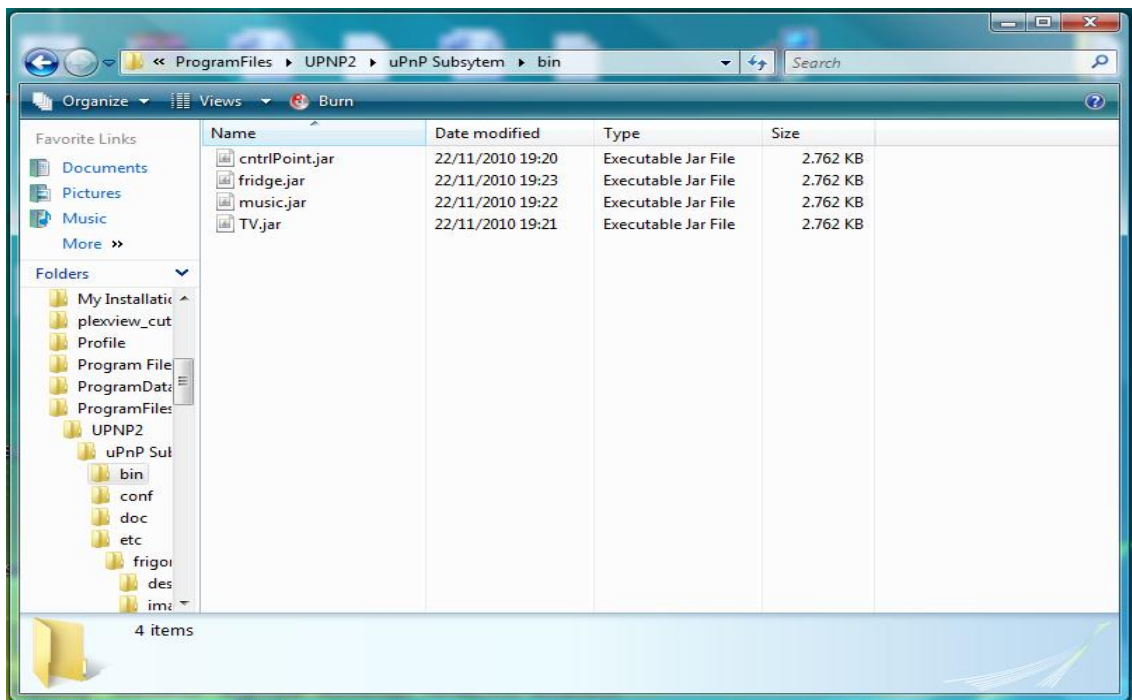 « ProgramFiles ▸ UPNP2 ▸ uPnP Subsytem ▸ bin
Search
Organize Views Burn
Favorite Links
Documents
Pictures
Music
More »
Folders
My Installatic
plexview_cut
Profile
Program File
ProgramData
ProgramFiles
UPNP2
uPnP Sub
bin
conf
doc
etc
frigor
des
ima
Name Date modified Type Size
cntrlPoint.jar 22/11/2010 19:20 Executable Jar File 2.762 KB
fridge.jar 22/11/2010 19:23 Executable Jar File 2.762 KB
music.jar 22/11/2010 19:22 Executable Jar File 2.762 KB
TV.jar 22/11/2010 19:21 Executable Jar File 2.762 KB
4 items